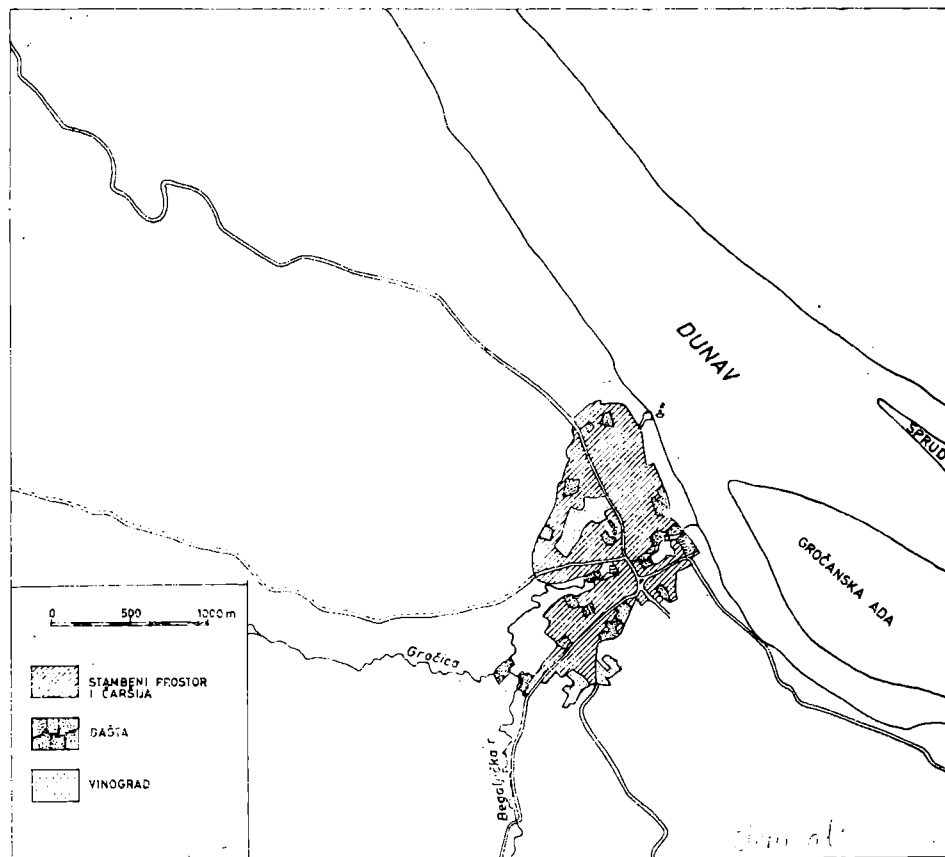 DUNAV
SPRUD
GROČANSKA ADA
Gročica
Begaljička r.
0 500 1000 m
STAMBENI PROSTOR
I ČARŠIJA
BAŠTA
VINOGRAD